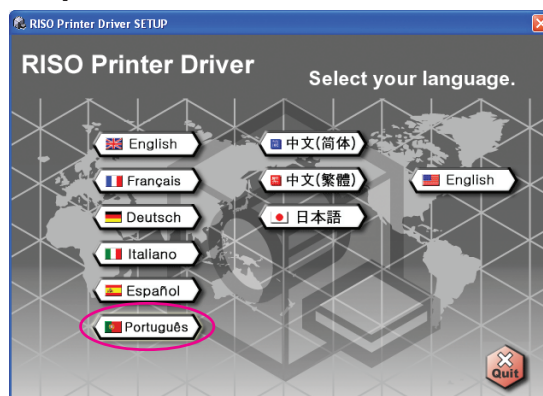 RISO Printer Driver SETUP
RISO Printer Driver
Select your language.
English
Français
Deutsch
Italiano
Español
Português
中文(简体)
中文(繁體)
日本語
English
Quit